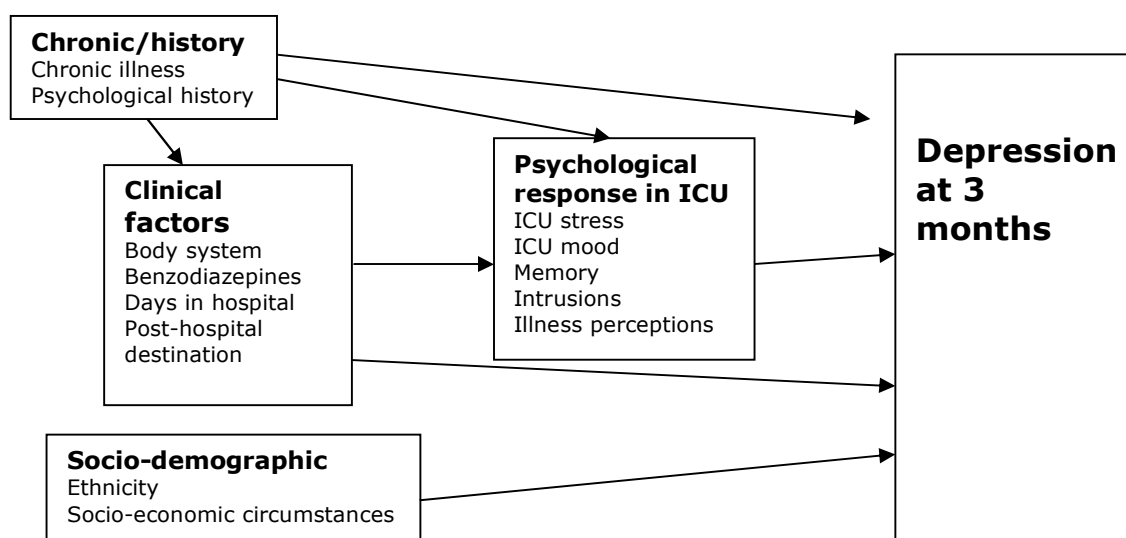 Chronic/history
Chronic illness
Psychological history
Clinical
factors
Body system
Benzodiazepines
Days in hospital
Post-hospital
destination
Psychological
response in ICU
ICU stress
ICU mood
Memory
Intrusions
Illness perceptions
Socio-demographic
Ethnicity
Socio-economic circumstances
Depression
at 3
months